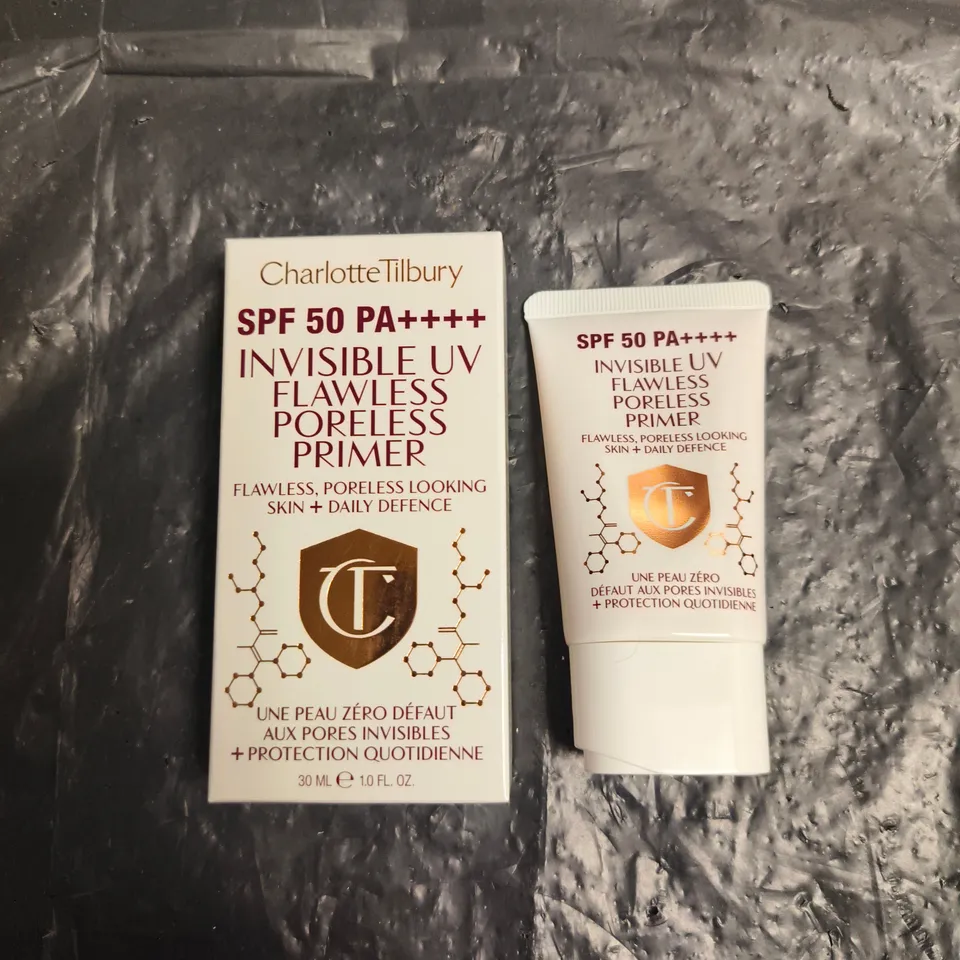 Charlotte Tilbury
SPF 50 PA++++
INVISIBLE UV
FLAWLESS
PORELESS
PRIMER
FLAWLESS, PORELESS LOOKING
SKIN + DAILY DEFENCE
CT
UNE PEAU ZÉRO DÉFAUT
AUX PORES INVISIBLES
+ PROTECTION QUOTIDIENNE
30 ML ℮ 1.0 FL. OZ.
SPF 50 PA++++
INVISIBLE UV
FLAWLESS
PORELESS
PRIMER
FLAWLESS, PORELESS LOOKING
SKIN + DAILY DEFENCE
CT
UNE PEAU ZÉRO
DÉFAUT AUX PORES INVISIBLES
+ PROTECTION QUOTIDIENNE